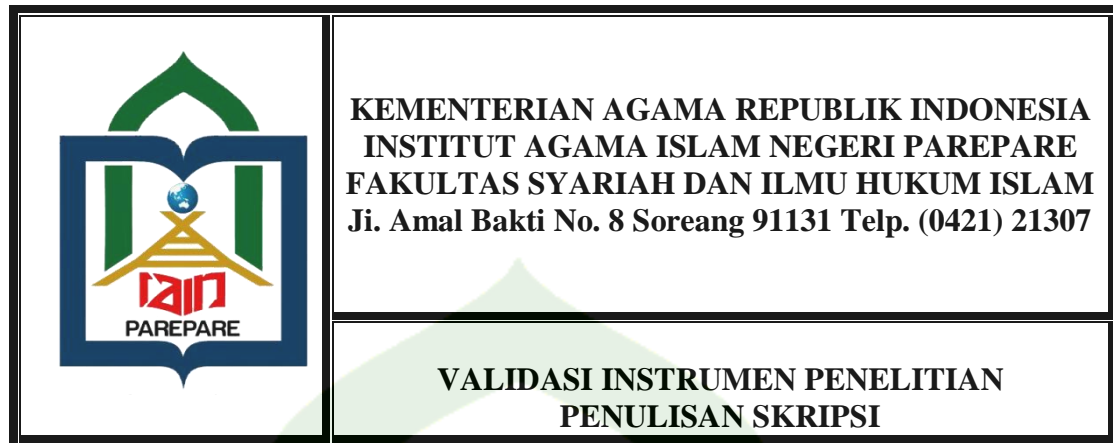 iain
PAREPARE
KEMENTERIAN AGAMA REPUBLIK INDONESIA
INSTITUT AGAMA ISLAM NEGERI PAREPARE
FAKULTAS SYARIAH DAN ILMU HUKUM ISLAM
Ji. Amal Bakti No. 8 Soreang 91131 Telp. (0421) 21307
VALIDASI INSTRUMEN PENELITIAN
PENULISAN SKRIPSI